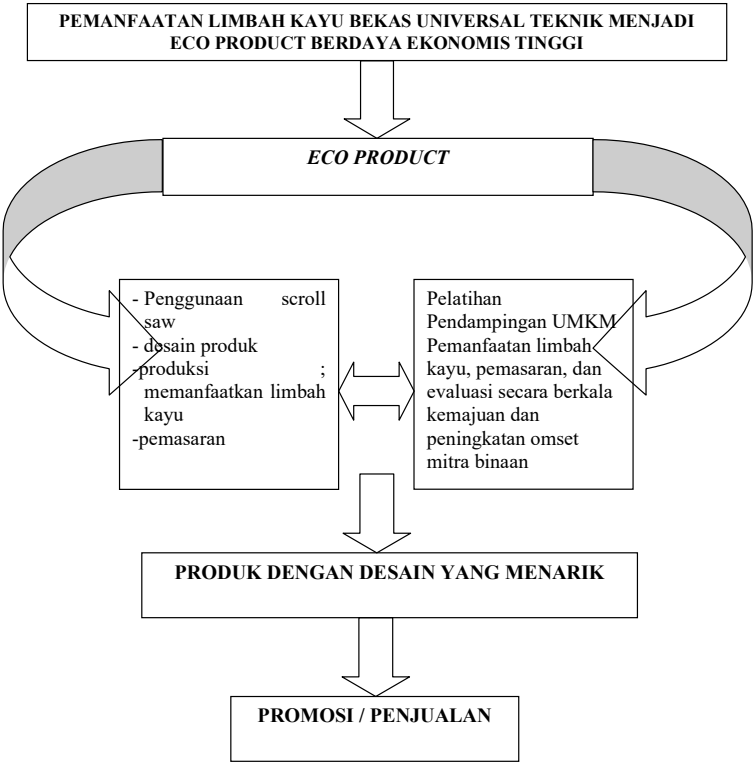 PEMANFAATAN LIMBAH KAYU BEKAS UNIVERSAL TEKNIK MENJADI
ECO PRODUCT BERDAYA EKONOMIS TINGGI
ECO PRODUCT
- Penggunaan scroll
saw
- desain produk
-produksi ;
memanfaatkan limbah
kayu
-pemasaran
Pelatihan
Pendampingan UMKM
Pemanfaatan limbah
kayu, pemasaran, dan
evaluasi secara berkala
kemajuan dan
peningkatan omset
mitra binaan
PRODUK DENGAN DESAIN YANG MENARIK
PROMOSI / PENJUALAN